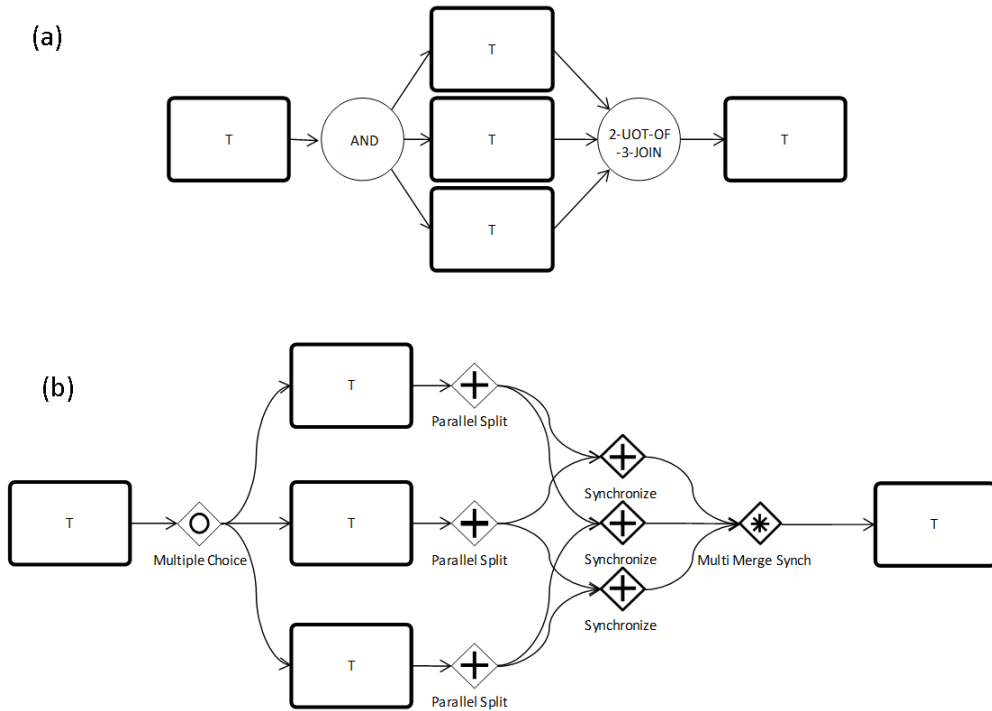 (a)
T
T
AND
T
2-UOT-OF
-3-JOIN
T
T
(b)
T
Parallel Split
Synchronize
T
Multiple Choice
T
Parallel Split
Synchronize
Multi Merge Synch
T
Synchronize
T
Parallel Split